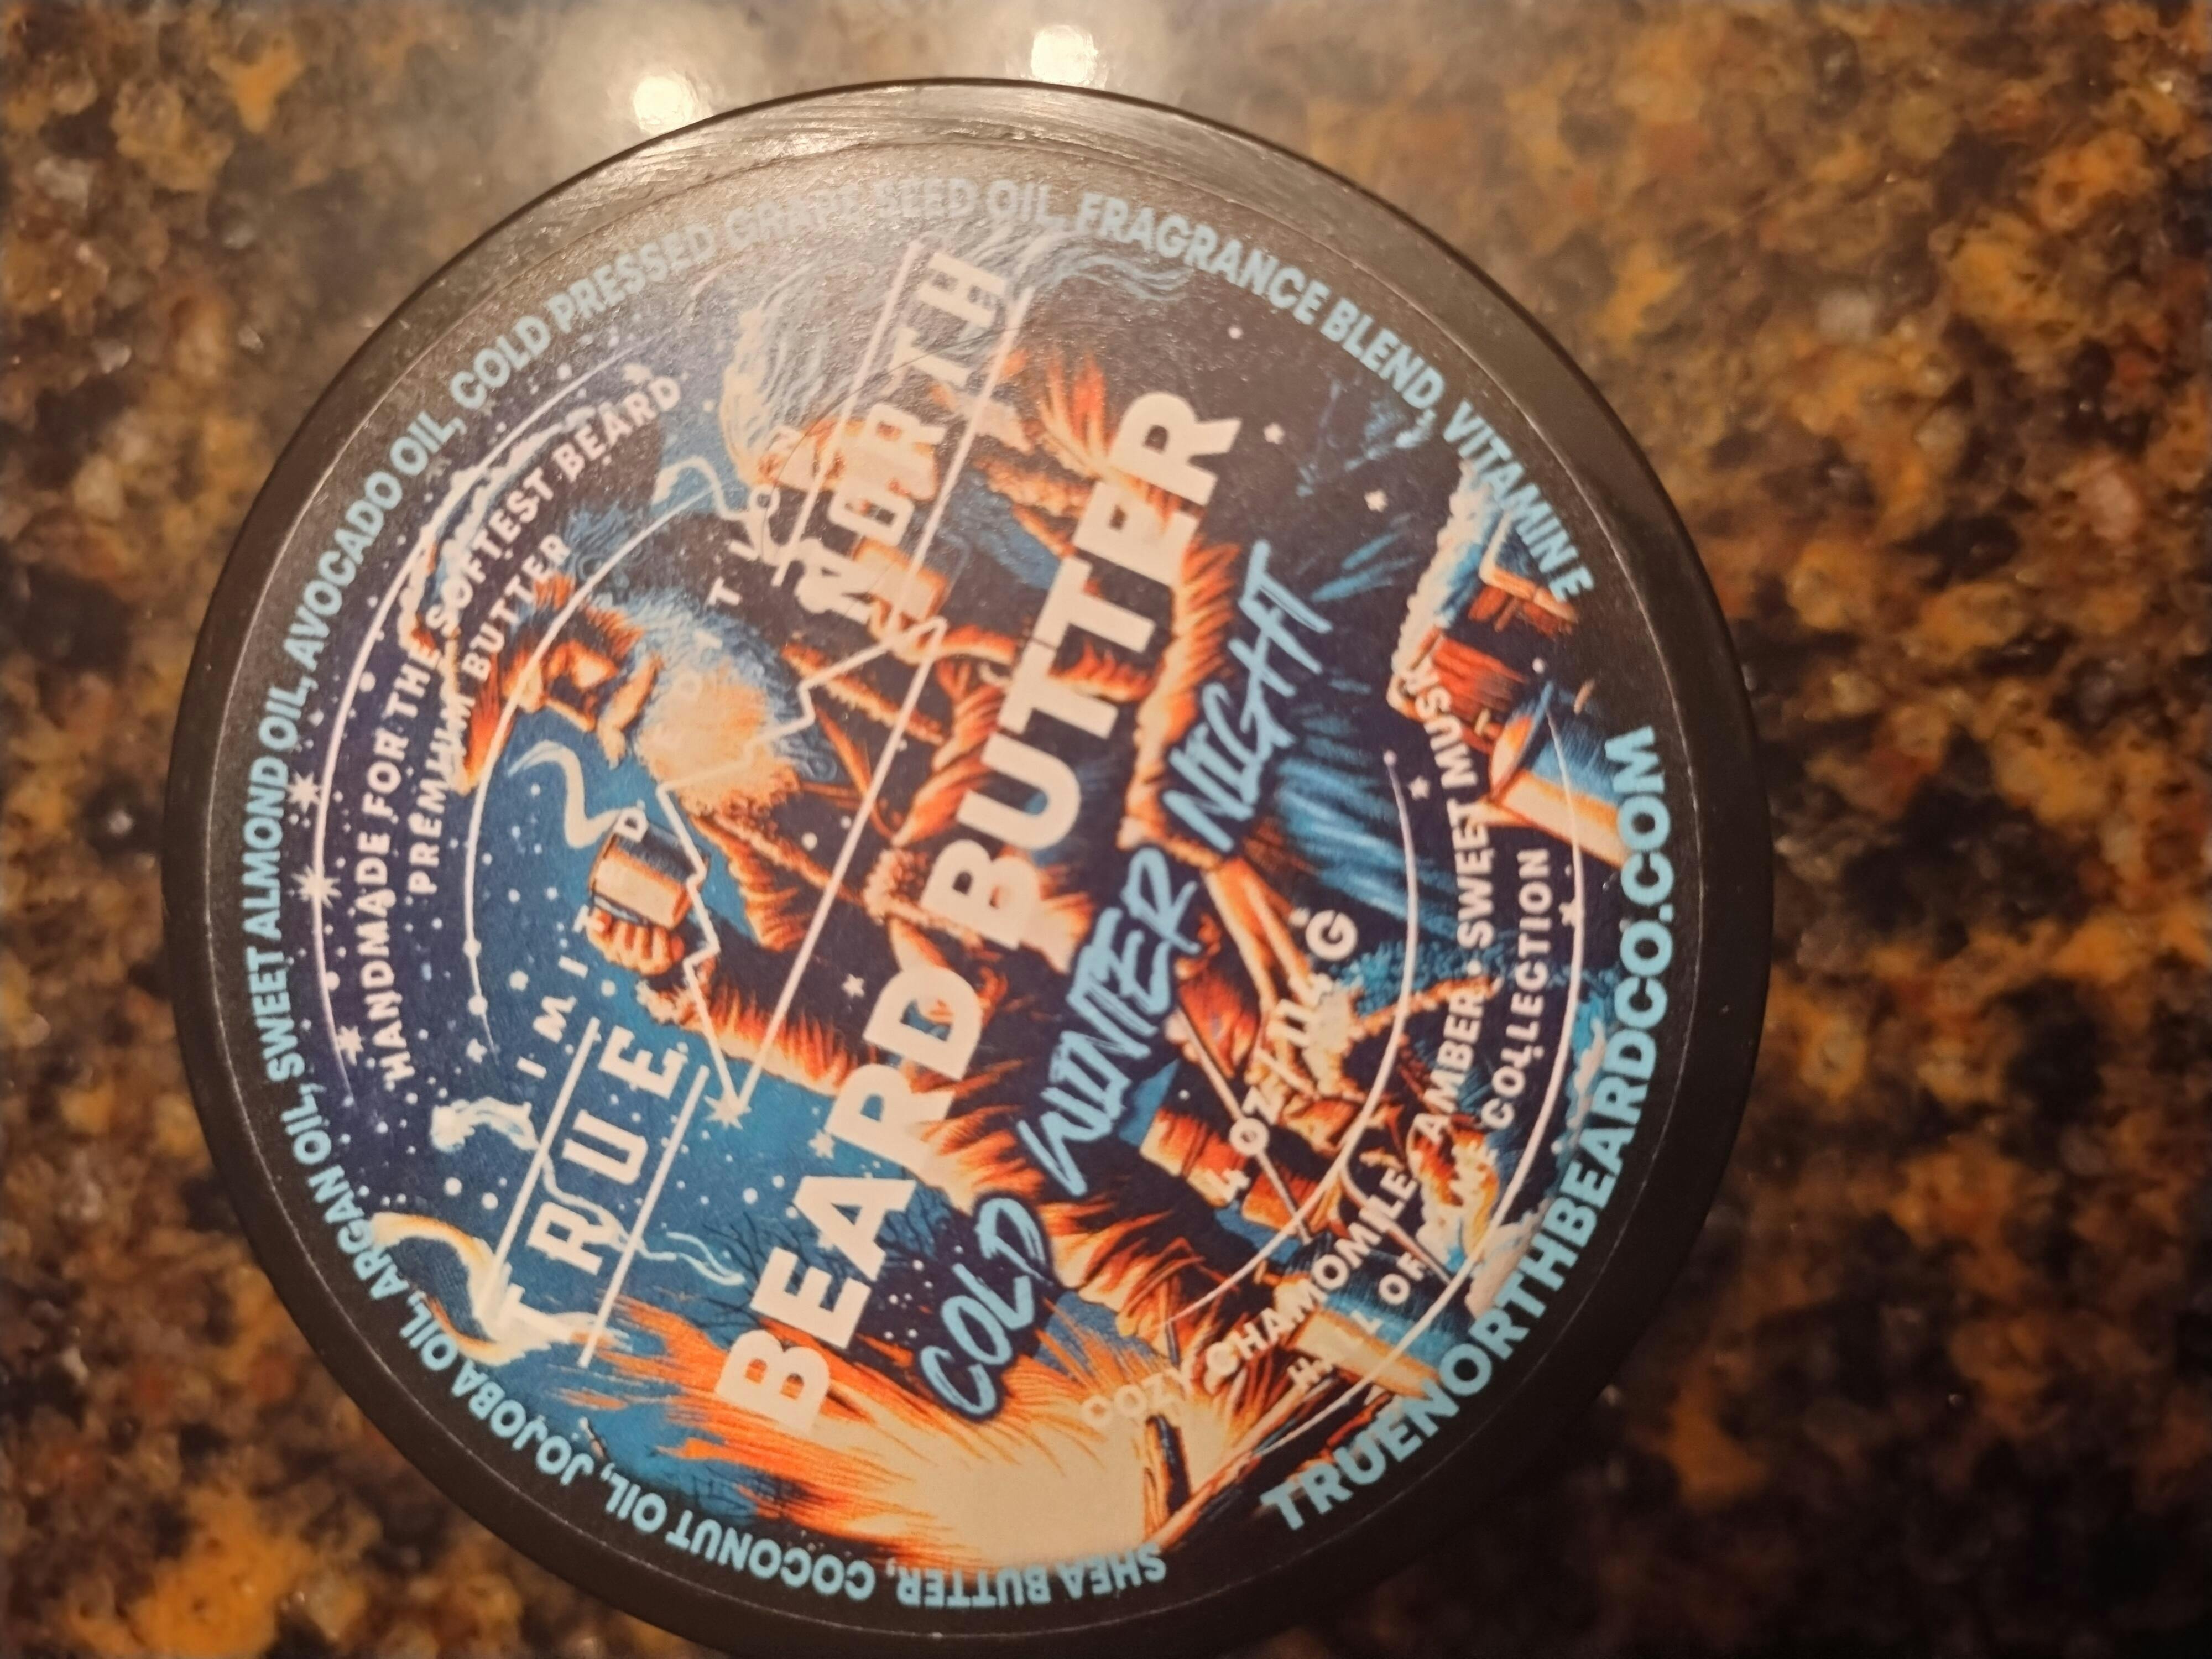 HANDMADE FOR THE SOFTEST BEARD
PREMIUM BUTTER
LIMITED EDITION
TRUE NORTH
BEARD BUTTER
COLD WINTER NIGHT
4 OZ / 114 G
COZY CHAMOMILE AMBER. SWEET MUSK
HALL OF FAME COLLECTION
SHEA BUTTER, COCONUT OIL, JOJOBA OIL, ARGAN OIL, SWEET ALMOND OIL, AVOCADO OIL, COLD PRESSED GRAPE SEED OIL, FRAGRANCE BLEND, VITAMIN E
TRUENORTHBEARDCO.COM